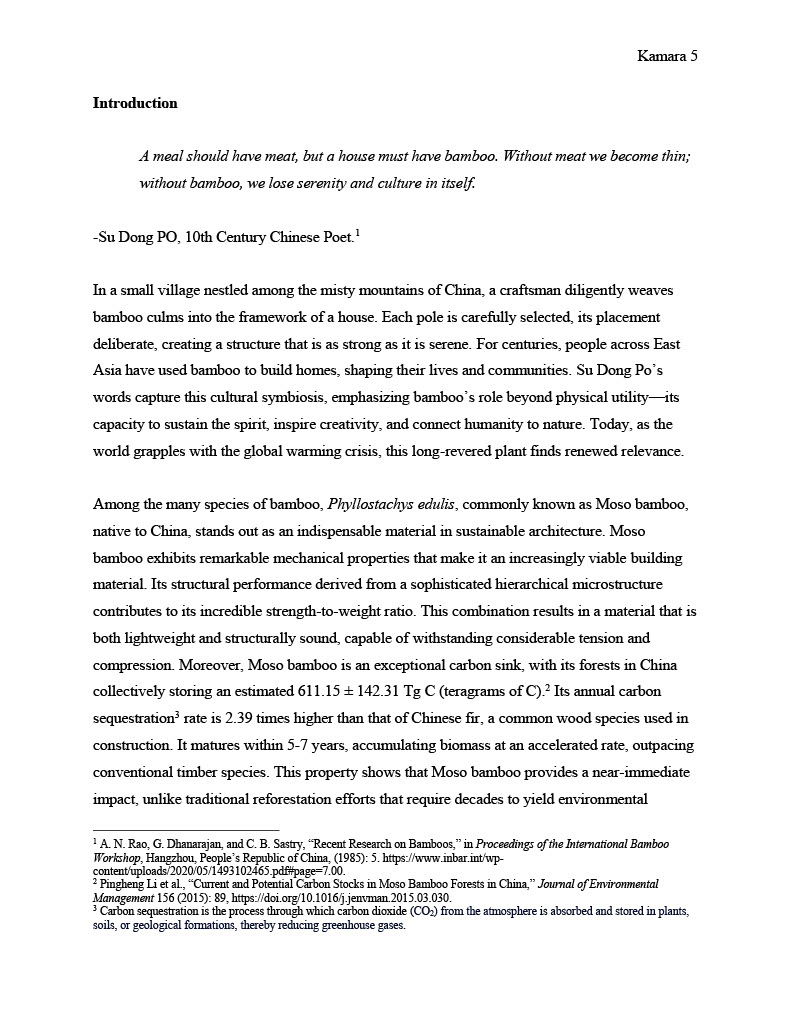 Kamara 5
Introduction
A meal should have meat, but a house must have bamboo. Without meat we become thin;
without bamboo, we lose serenity and culture in itself.
-Su Dong PO, 10th Century Chinese Poet.1
In a small village nestled among the misty mountains of China, a craftsman diligently weaves
bamboo culms into the framework of a house. Each pole is carefully selected, its placement
deliberate, creating a structure that is as strong as it is serene. For centuries, people across East
Asia have used bamboo to build homes, shaping their lives and communities. Su Dong Po’s
words capture this cultural symbiosis, emphasizing bamboo’s role beyond physical utility—its
capacity to sustain the spirit, inspire creativity, and connect humanity to nature. Today, as the
world grapples with the global warming crisis, this long-revered plant finds renewed relevance.
Among the many species of bamboo, Phyllostachys edulis, commonly known as Moso bamboo,
native to China, stands out as an indispensable material in sustainable architecture. Moso
bamboo exhibits remarkable mechanical properties that make it an increasingly viable building
material. Its structural performance derived from a sophisticated hierarchical microstructure
contributes to its incredible strength-to-weight ratio. This combination results in a material that is
both lightweight and structurally sound, capable of withstanding considerable tension and
compression. Moreover, Moso bamboo is an exceptional carbon sink, with its forests in China
collectively storing an estimated 611.15 ± 142.31 Tg C (teragrams of C).2 Its annual carbon
sequestration3 rate is 2.39 times higher than that of Chinese fir, a common wood species used in
construction. It matures within 5-7 years, accumulating biomass at an accelerated rate, outpacing
conventional timber species. This property shows that Moso bamboo provides a near-immediate
impact, unlike traditional reforestation efforts that require decades to yield environmental
1 A. N. Rao, G. Dhanarajan, and C. B. Sastry, “Recent Research on Bamboos,” in Proceedings of the International Bamboo
Workshop, Hangzhou, People’s Republic of China, (1985): 5. https://www.inbar.int/wp-
content/uploads/2020/05/1493102465.pdf#page=7.00.
2 Pingheng Li et al., “Current and Potential Carbon Stocks in Moso Bamboo Forests in China,” Journal of Environmental
Management 156 (2015): 89, https://doi.org/10.1016/j.jenvman.2015.03.030.
3 Carbon sequestration is the process through which carbon dioxide (CO2) from the atmosphere is absorbed and stored in plants,
soils, or geological formations, thereby reducing greenhouse gases.